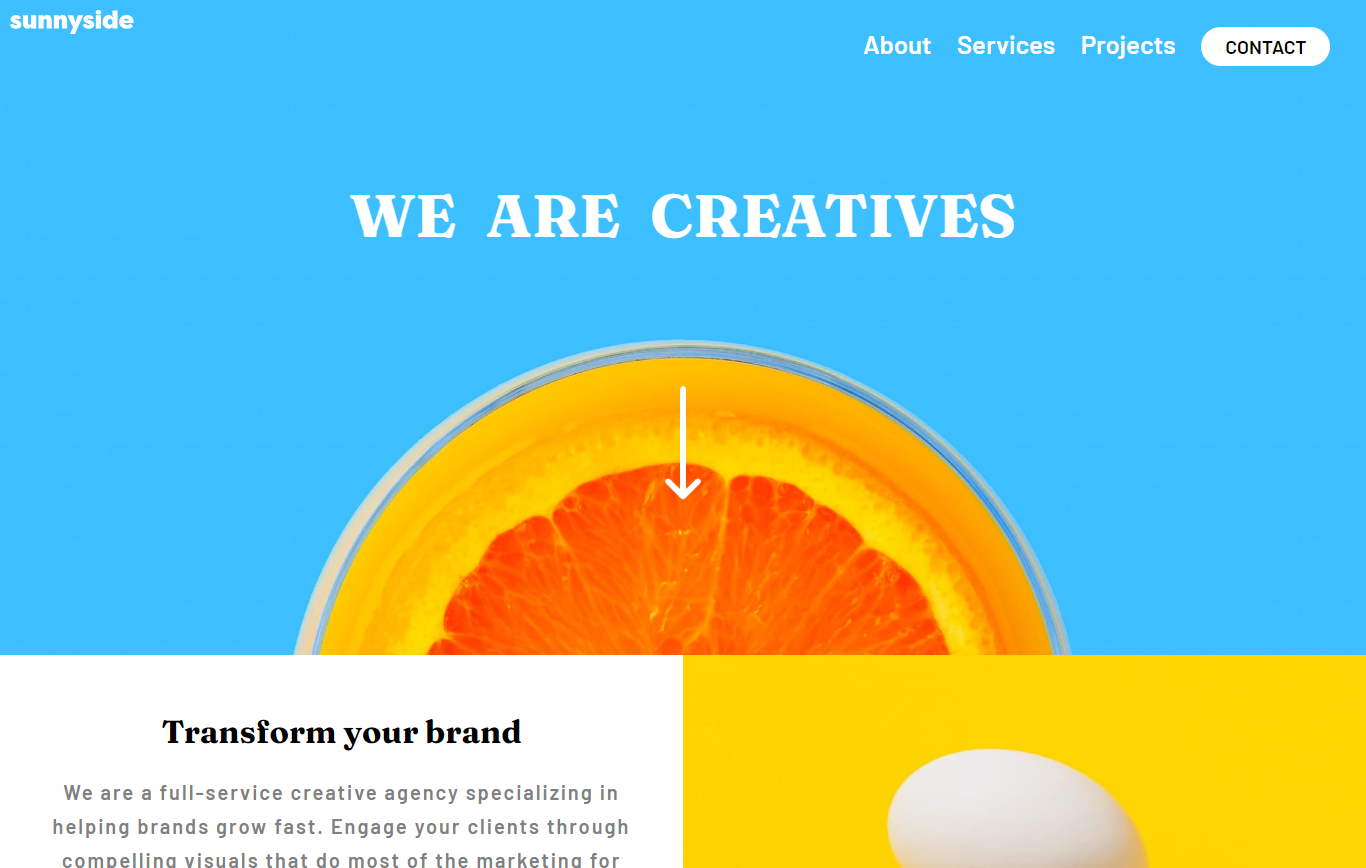 sunnyside
About Services Projects CONTACT
WE ARE CREATIVES
Transform your brand
We are a full-service creative agency specializing in
helping brands grow fast. Engage your clients through
compelling visuals that do most of the marketing for